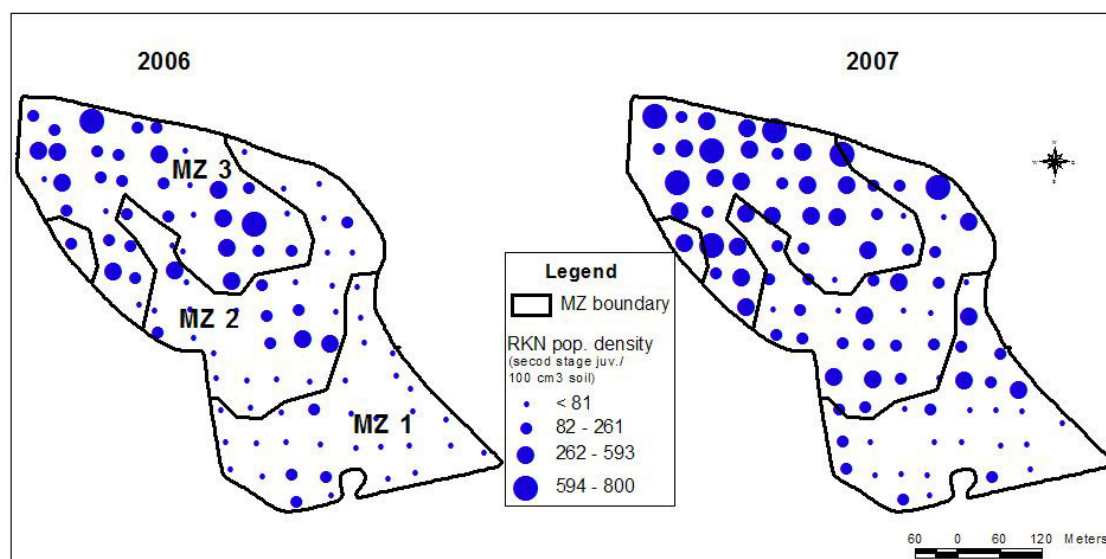 2006
2007
MZ 3
MZ 2
MZ 1
Legend
MZ boundary
RKN pop. density
(secod stage juv./
100 cm3 soil)
< 81
82 - 261
262 - 593
594 - 800
60 0 60 120 Meters